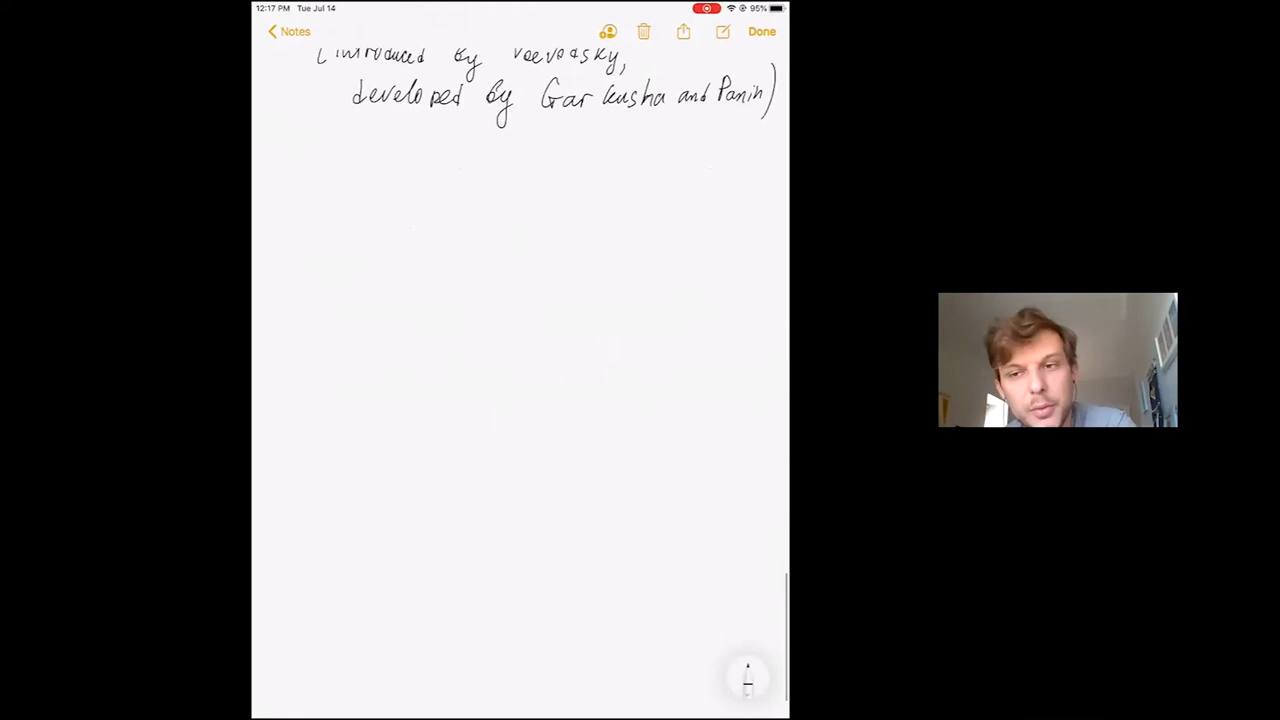 12:17 PM Tue Jul 14
95%
Notes
Done
(introduced by Voevodsky,
developed by Garkusha and Panin)